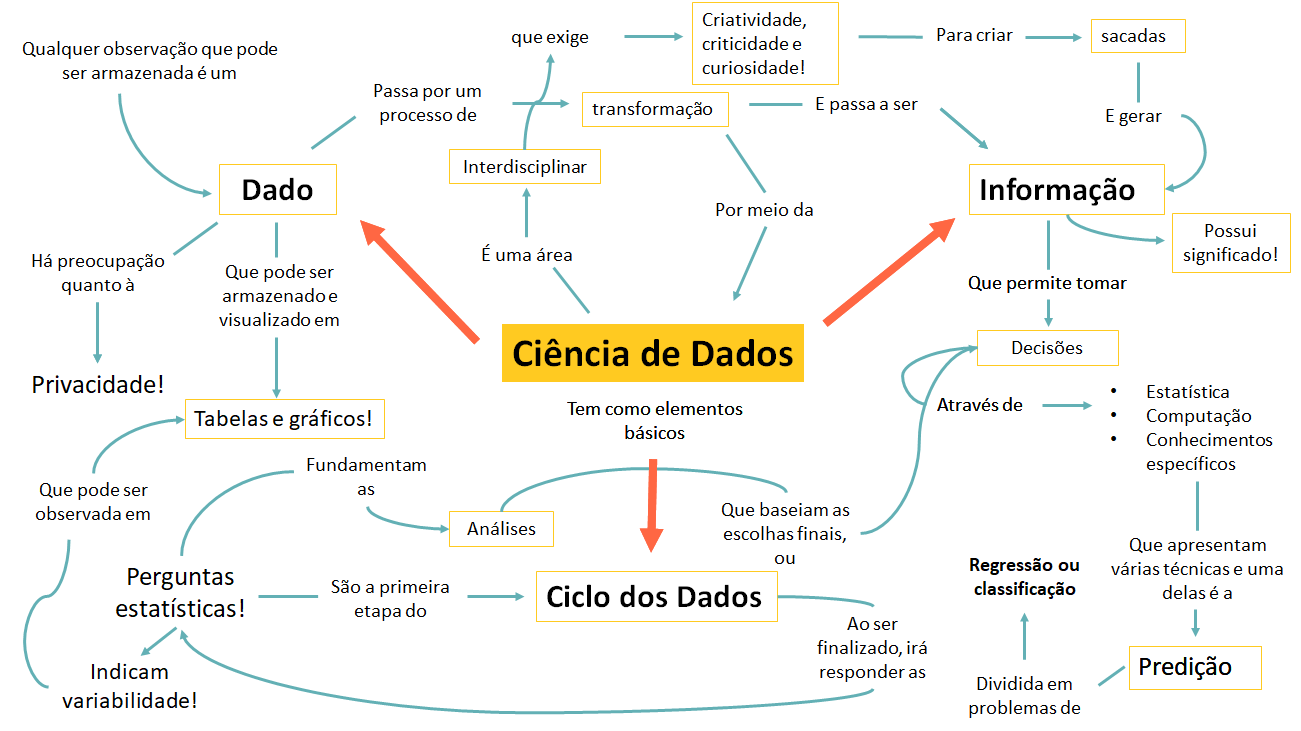 Qualquer observação que pode
ser armazenada é um
que exige
Criatividade,
criticidade e
curiosidade!
Para criar
sacadas
Passa por um
processo de
transformação
E passa a ser
E gerar
Interdisciplinar
Dado
Informação
Por meio da
Possui
significado!
Há preocupação
quanto à
Que pode ser
armazenado e
visualizado em
É uma área
Que permite tomar
Ciência de Dados
Decisões
Privacidade!
Tabelas e gráficos!
Tem como elementos
básicos
Através de
• Estatística
• Computação
• Conhecimentos
específicos
Fundamentam
as
Que pode ser
observada em
Análises
Que baseiam as
escolhas finais,
ou
Que apresentam
várias técnicas e uma
delas é a
Regressão ou
classificação
Perguntas
estatísticas!
São a primeira
etapa do
Ciclo dos Dados
Ao ser
finalizado, irá
responder as
Predição
Indicam
variabilidade!
Dividida em
problemas de